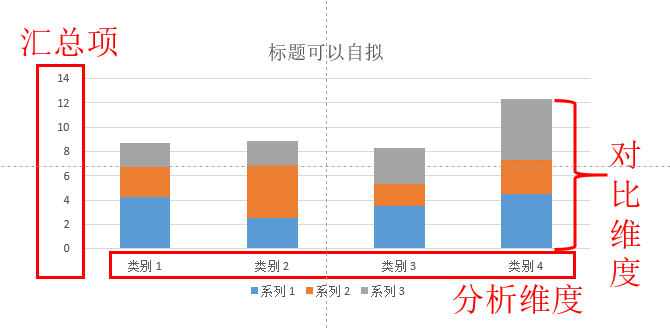 汇总项
标题可以自拟
14
12
10
8
6
4
2
0
对比维度
类别 1 类别 2 类别 3 类别 4
系列 1 系列 2 系列 3
分析维度